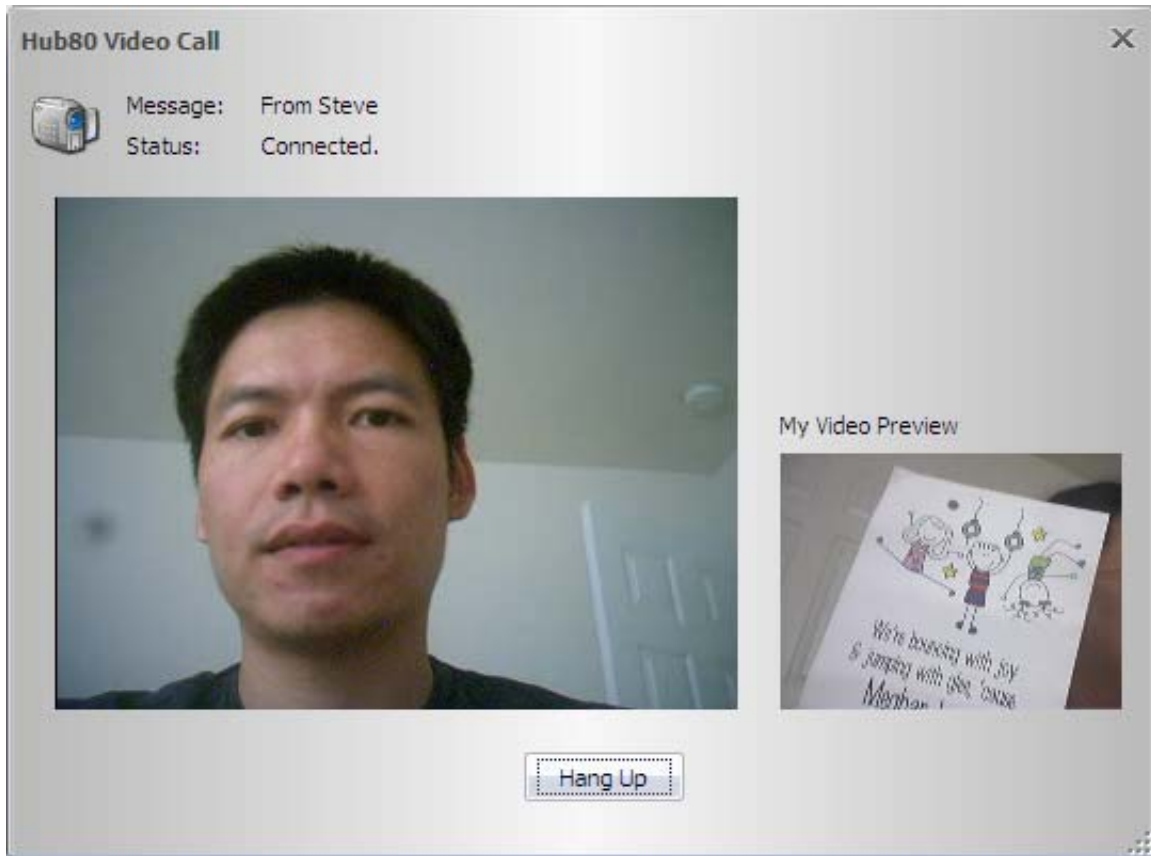 Hub80 Video Call
Message: From Steve
Status: Connected.
My Video Preview
We're bouncing with joy
& jumping with glee, 'cause
Meghan
Hang Up